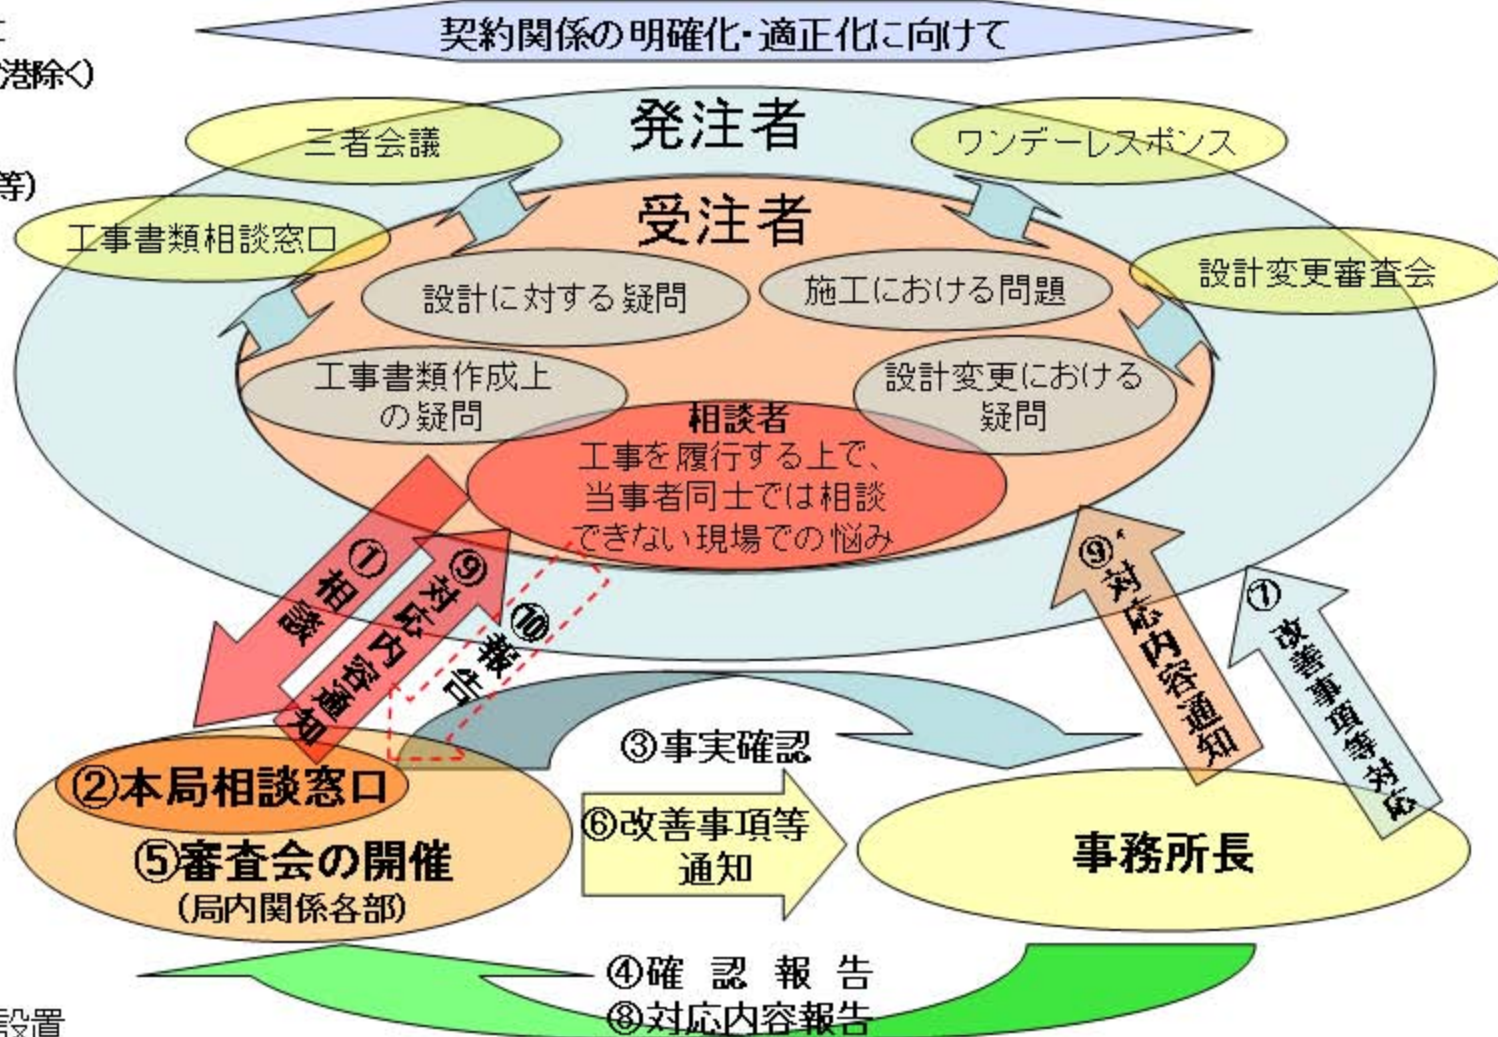 契約関係の明確化・適正化に向けて
港除く)
等)
発注者
三者会議
ワンデーレスポンス
工事書類相談窓口
受注者
設計変更審査会
設計に対する疑問
施工における問題
工事書類作成上
の疑問
設計変更における
疑問
相談者
工事を履行する上で、
当事者同士では相談
できない現場での悩み
①相談
⑨対応内容通知
⑩報告
⑨‘対応内容通知
⑦改善事項等対応
③事実確認
②本局相談窓口
⑤審査会の開催
(局内関係各部)
⑥改善事項等
通知
事務所長
④確認報告
⑧対応内容報告
設置